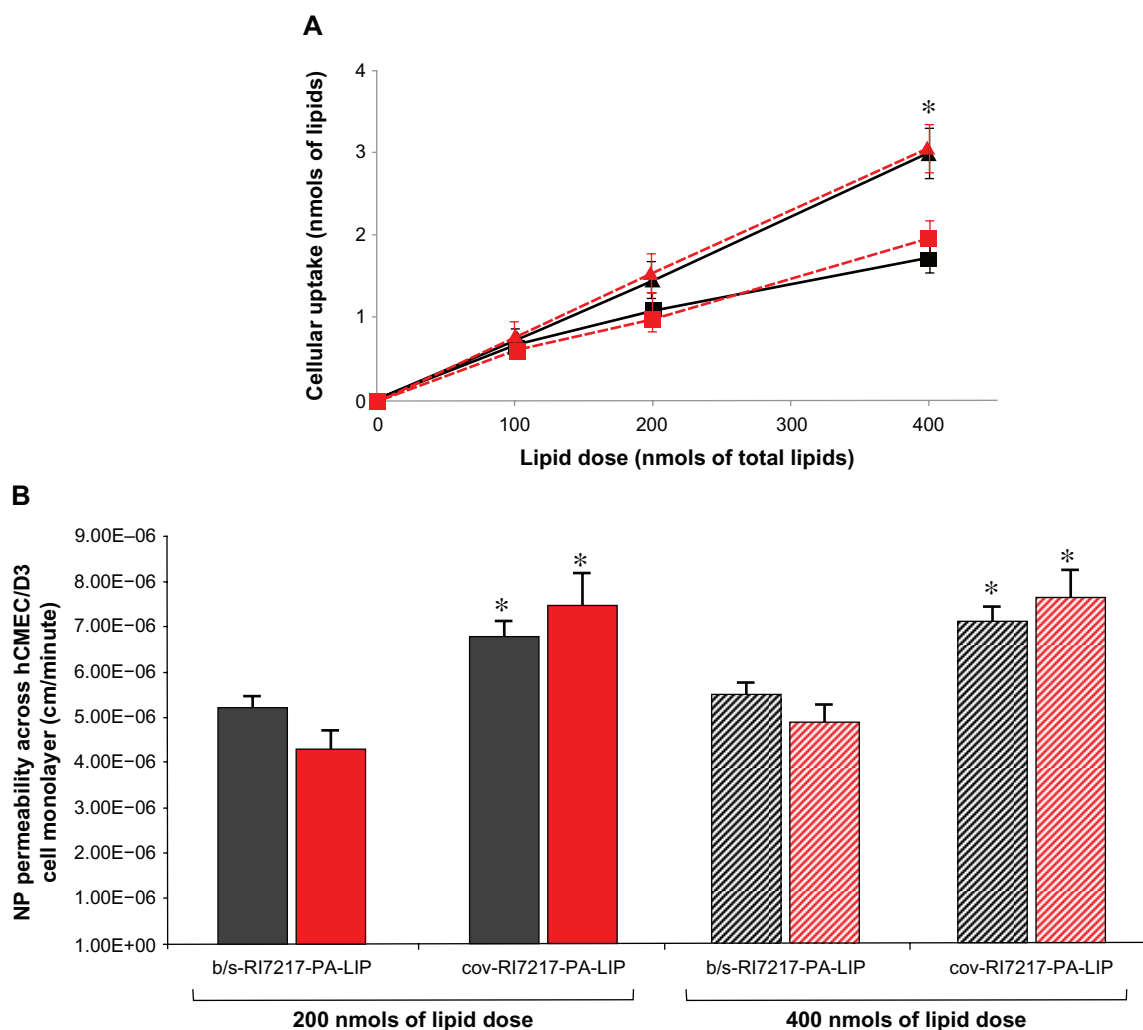 A
Cellular uptake (nmols of lipids)
4
3
2
1
0
*
0 100 200 300 400
Lipid dose (nmols of total lipids)
B
NP permeability across hCMEC/D3
cell monolayer (cm/minute)
9.00E−06
8.00E−06
7.00E−06
6.00E−06
5.00E−06
4.00E−06
3.00E−06
2.00E−06
1.00E−06
1.00E+00
* * * *
b/s-RI7217-PA-LIP cov-RI7217-PA-LIP b/s-RI7217-PA-LIP cov-RI7217-PA-LIP
200 nmols of lipid dose 400 nmols of lipid dose